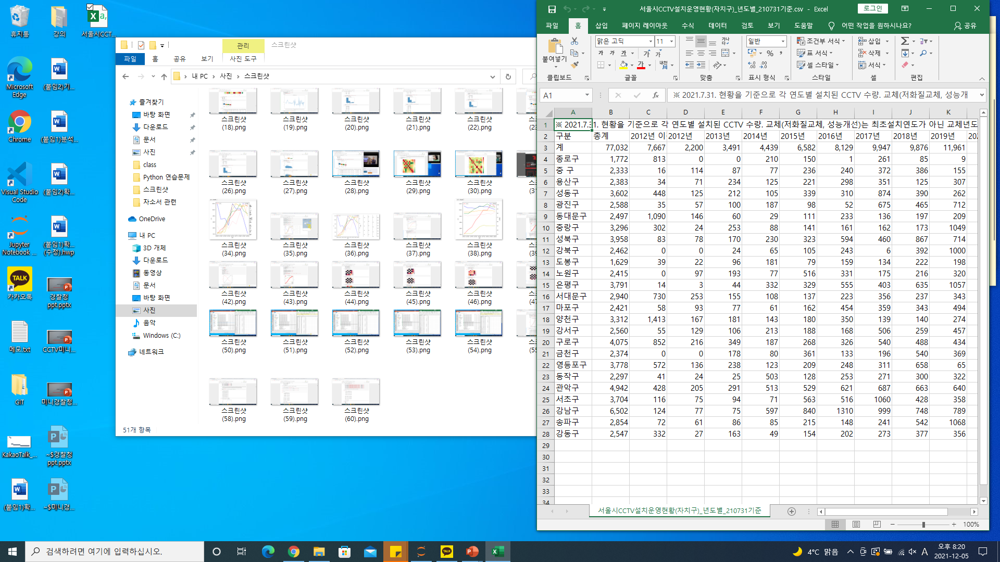 휴지통
강의
서울시CCT...
Microsoft
Edge
(붙임2)기...
Chrome
(붙임1)분석...
Visual Studio
Code
(붙임2)확...
Jupyter
Notebook ...
(붙임1)확...
(수정).hwp
TALK
카카오톡
경찰청
ppt.pptx
메모.txt
CCTV미니...
GIT
미니경찰청...
KakaoTalk_...
~$경찰청
ppt.pptx
(붙임1)확...
~$미니경...
관리
스크린샷
파일
홈
공유
보기
사진 도구
내 PC
사진
스크린샷
즐겨찾기
바탕 화면
다운로드
문서
사진
class
Python 연습문제
스크린샷
자소서 관련
OneDrive
내 PC
3D 개체
다운로드
동영상
문서
바탕 화면
사진
음악
Windows (C:)
네트워크
스크린샷 스크린샷 스크린샷 스크린샷 스크린샷
(18).png (19).png (20).png (21).png (22).png
스크린샷 스크린샷 스크린샷 스크린샷 스크린샷
(26).png (27).png (28).png (29).png (30).png
스크린샷 스크린샷 스크린샷 스크린샷 스크린샷
(34).png (35).png (36).png (37).png (38).png
스크린샷 스크린샷 스크린샷 스크린샷 스크린샷
(42).png (43).png (44).png (45).png (46).png
스크린샷 스크린샷 스크린샷 스크린샷 스크린샷
(50).png (51).png (52).png (53).png (54).png
스크린샷 스크린샷 스크린샷
(58).png (59).png (60).png
51개 항목
서울시CCTV설치운영현황(자치구)_년도별_210731기준.csv - Excel
로그인
파일 홈 삽입 페이지 레이아웃 수식 데이터 검토 보기 도움말 어떤 작업을 원하시나요? 공유
붙여넣기
맑은 고딕 11
가 가 가 가 가
가 내천
일반
% ,
조건부 서식
표 서식
셀 스타일
삽입
삭제
서식
클립보드 글꼴 맞춤 표시 형식 스타일 셀 편집
A1 fx ※ 2021.7.31. 현황을 기준으로 각 연도별 설치된 CCTV 수량. 교체(저화질교체, 성능개
A B C D E F G H I J K
1 ※ 2021.7.31. 현황을 기준으로 각 연도별 설치된 CCTV 수량. 교체(저화질교체, 성능개선)는 최초설치연도가 아닌 교체년도
2 구분 총계 2012년 이 2012년 2013년 2014년 2015년 2016년 2017년 2018년 2019년 202
3 계 77,032 7,667 2,200 3,491 4,439 6,582 8,129 9,947 9,876 11,961
4 종로구 1,772 813 0 0 210 150 1 261 85 9
5 중 구 2,333 16 114 87 77 236 240 372 386 155
6 용산구 2,383 34 71 234 125 221 298 351 125 307
7 성동구 3,602 448 125 212 105 339 310 874 390 262
8 광진구 2,588 35 57 100 187 98 52 675 465 712
9 동대문구 2,497 1,090 146 60 29 111 233 136 197 209
10 중랑구 3,296 302 24 253 88 141 161 162 173 1049
11 성북구 3,958 83 78 170 230 323 594 460 867 714
12 강북구 2,462 0 0 24 65 105 243 6 392 1000
13 도봉구 1,629 39 22 96 181 79 159 134 222 198
14 노원구 2,415 0 97 193 77 516 331 175 216 320
15 은평구 3,791 14 3 44 332 329 555 403 635 1057
16 서대문구 2,940 730 253 155 108 137 223 356 237 343
17 마포구 2,421 58 93 77 61 162 454 359 343 494
18 양천구 3,312 1,413 167 181 143 180 350 139 140 274
19 강서구 2,560 55 129 106 213 188 168 506 259 457
20 구로구 4,075 852 216 349 187 268 326 540 488 434
21 금천구 2,374 0 0 178 80 361 133 196 540 369
22 영등포구 3,778 572 136 238 123 209 248 311 658 65
23 동작구 2,297 41 24 25 503 128 253 271 300 322
24 관악구 4,942 428 205 291 513 529 621 687 663 640
25 서초구 3,704 116 75 94 71 563 516 1060 428 358
26 강남구 6,502 124 77 75 597 840 1310 999 748 789
27 송파구 2,854 72 61 86 85 215 148 241 542 1068
28 강동구 2,547 332 27 163 49 154 202 273 377 356
29
30
31
32
33
34
서울시CCTV설치운영현황(자치구)_년도별_210731기준
100%
검색하려면 여기에 입력하십시오.
4°C 맑음
A
오후 8:20
2021-12-05